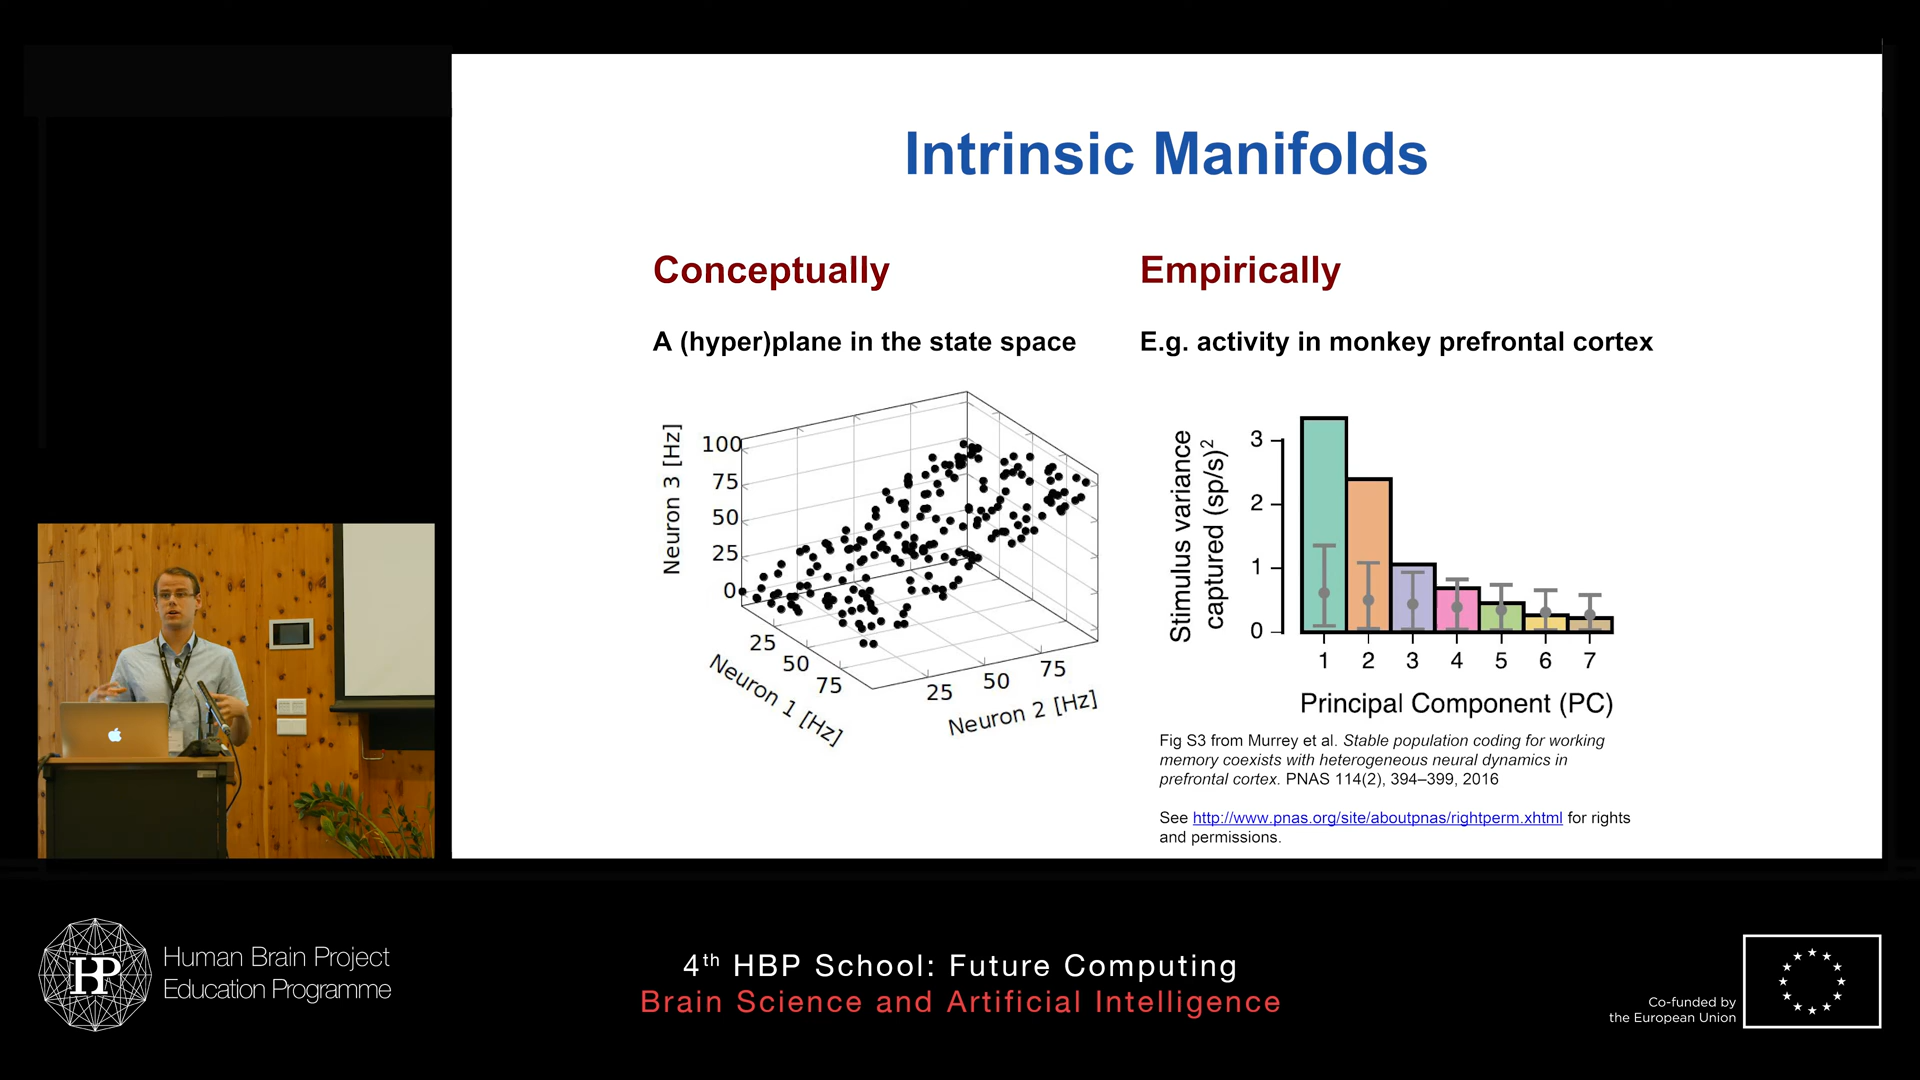 Intrinsic Manifolds
Conceptually
A (hyper)plane in the state space
Neuron 3 [Hz]
100
75
50
25
0
25
50
75
Neuron 1 [Hz]
25
50
75
Neuron 2 [Hz]
Empirically
E.g. activity in monkey prefrontal cortex
Stimulus variance
captured (sp/s)²
3
2
1
0
1 2 3 4 5 6 7
Principal Component (PC)
Fig S3 from Murrey et al. Stable population coding for working
memory coexists with heterogeneous neural dynamics in
prefrontal cortex. PNAS 114(2), 394–399, 2016
See http://www.pnas.org/site/aboutpnas/rightperm.xhtml for rights
and permissions.
HBP
Human Brain Project
Education Programme
4th HBP School: Future Computing
Brain Science and Artificial Intelligence
Co-funded by
the European Union